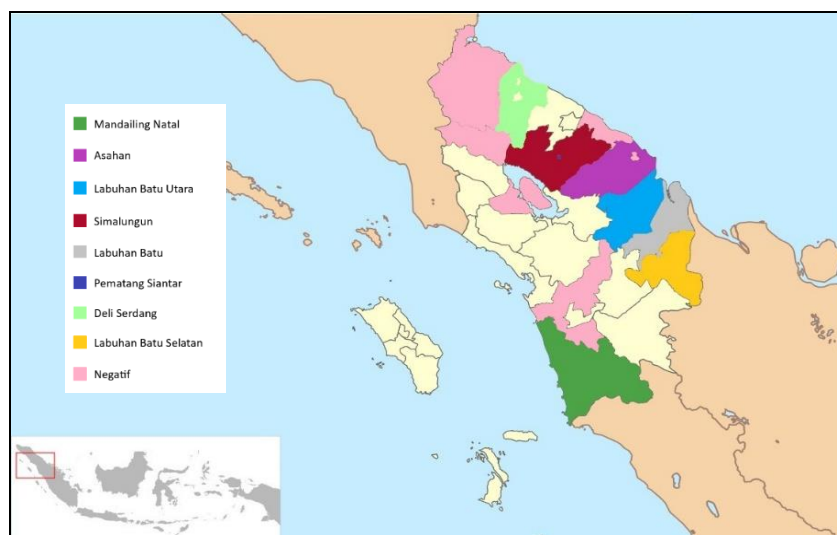 Mandailing Natal
Asahan
Labuhan Batu Utara
Simalungun
Labuhan Batu
Pematang Siantar
Deli Serdang
Labuhan Batu Selatan
Negatif